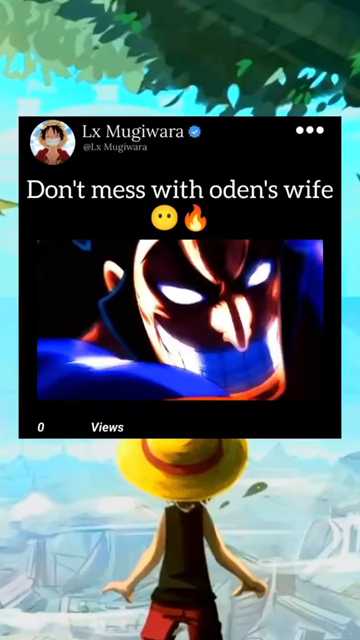 Lx Mugiwara
@Lx Mugiwara
Don't mess with oden's wife
😶🔥
0 Views